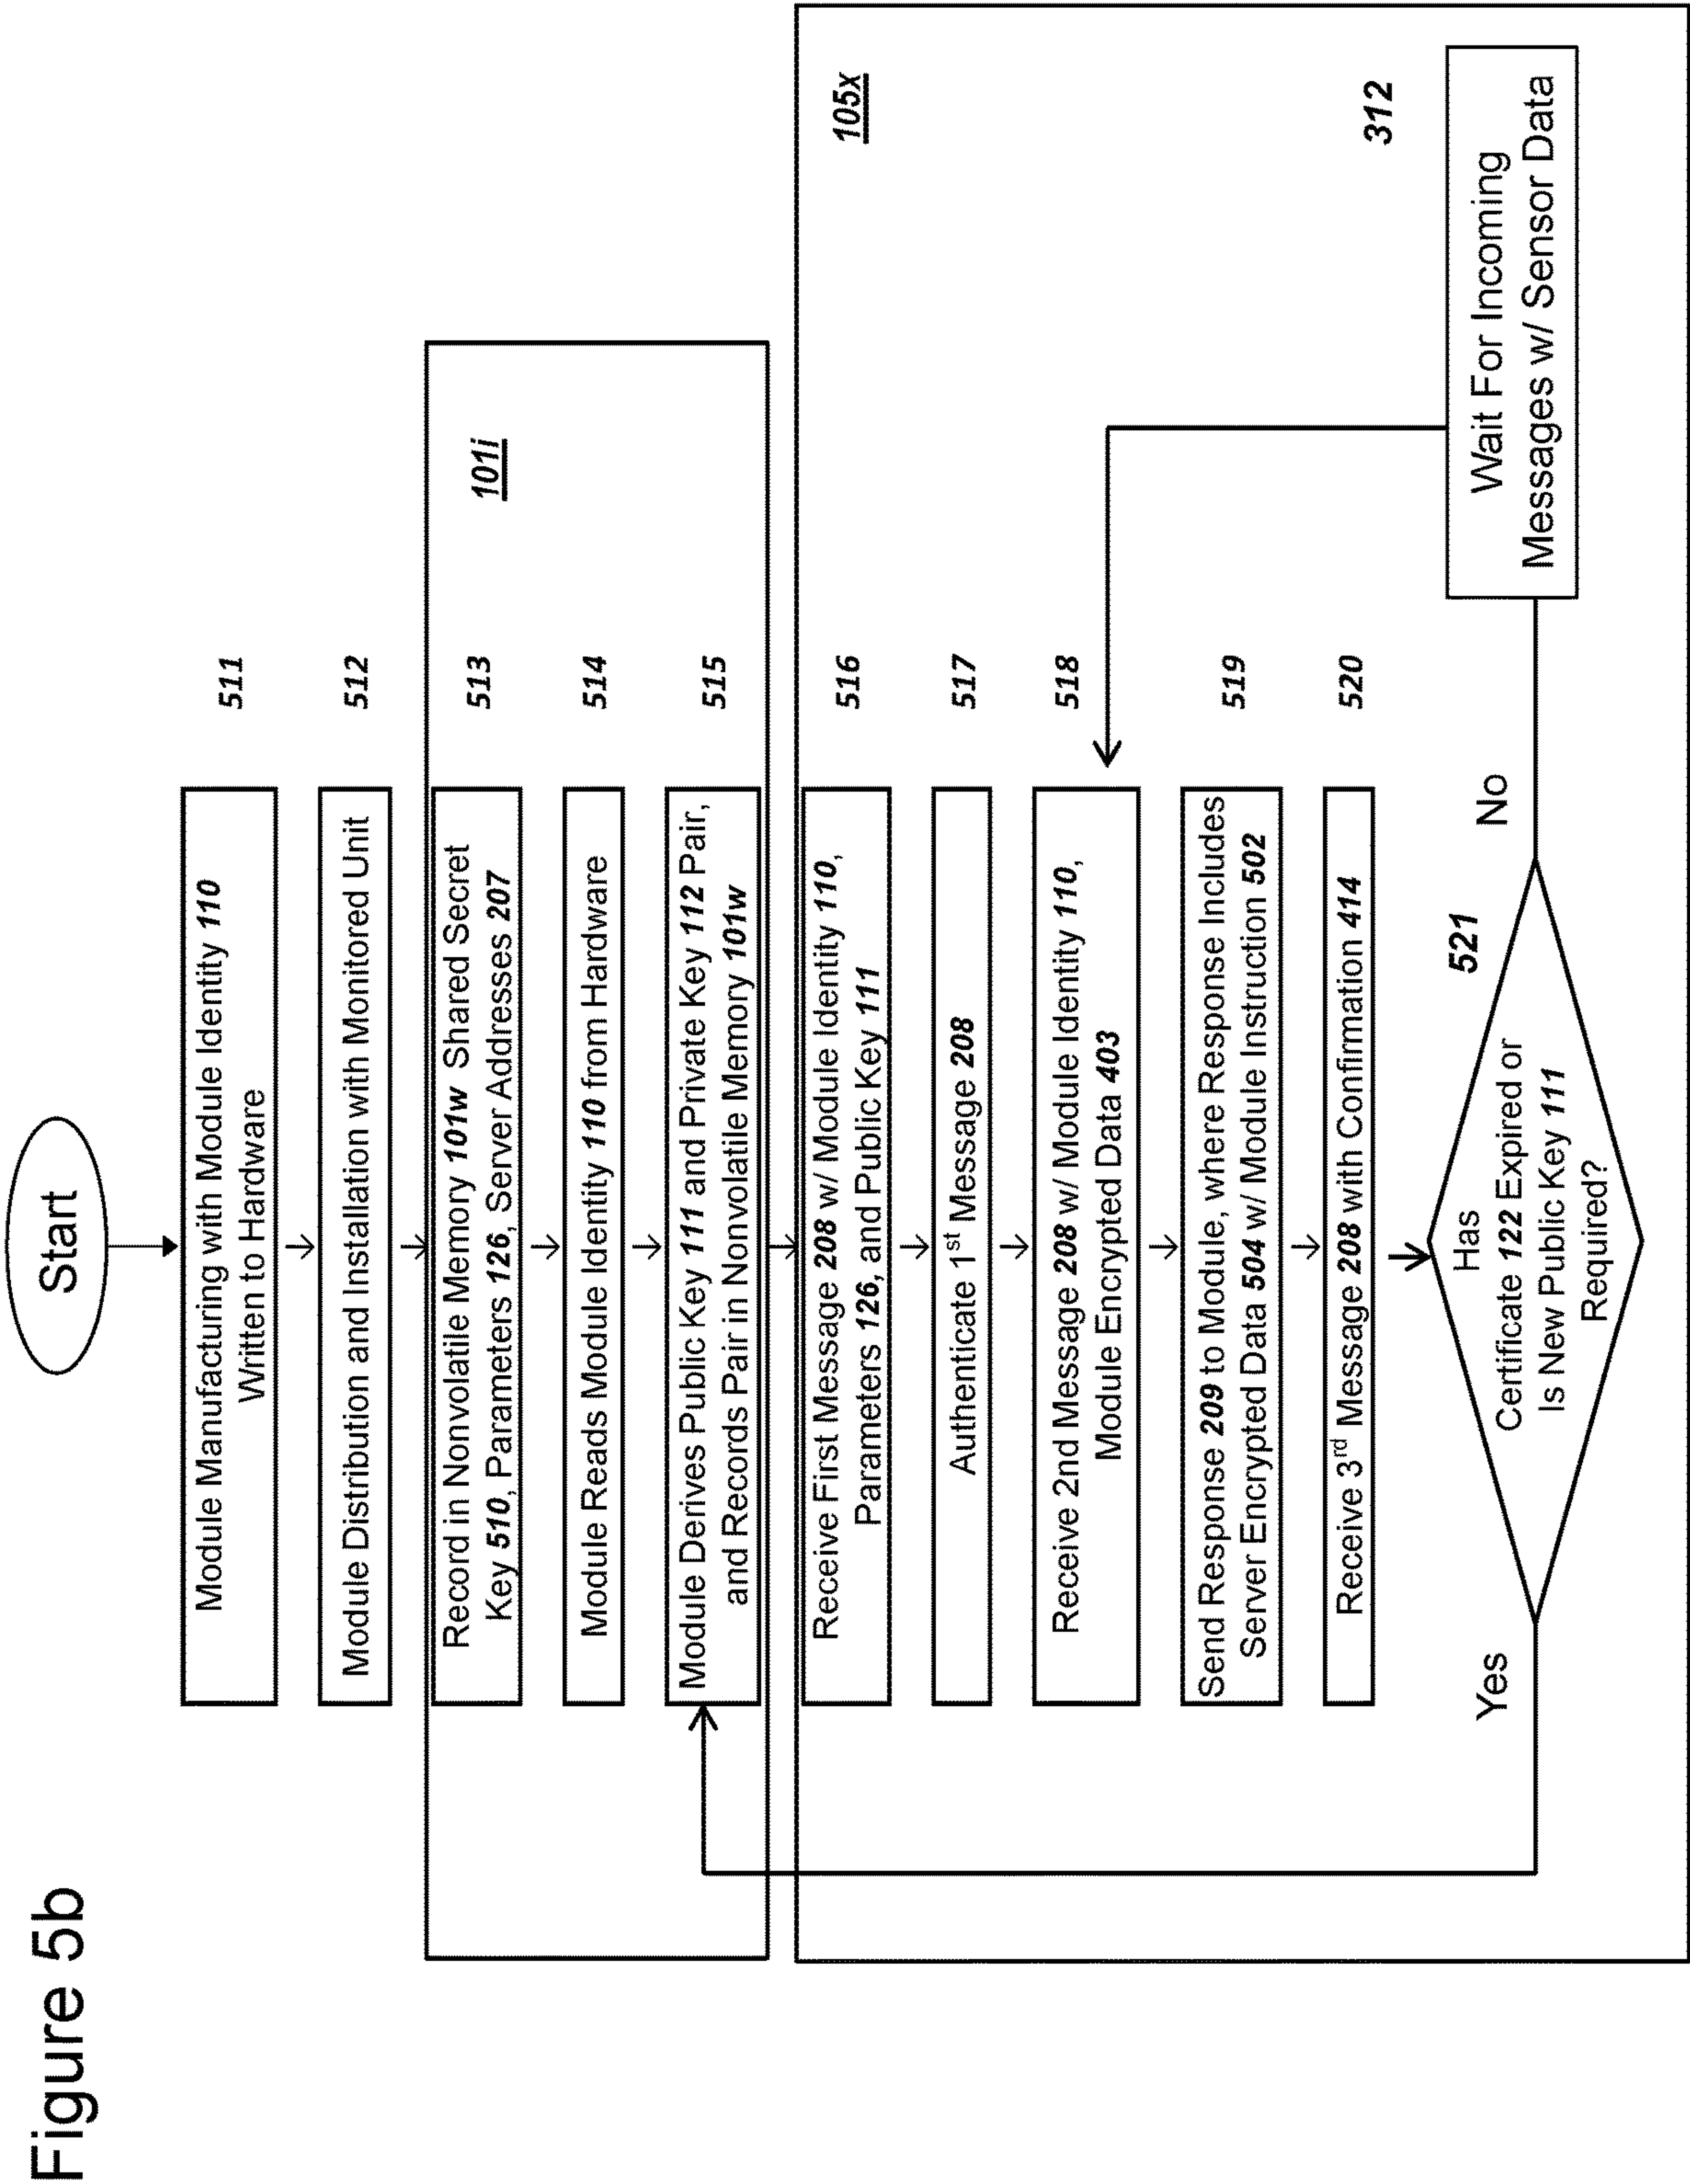 Figure 5b
Start
Module Manufacturing with Module Identity 110
Written to Hardware
511
Module Distribution and Installation with Monitored Unit
512
101i
Record in Nonvolatile Memory 101w Shared Secret
Key 510, Parameters 126, Server Addresses 207
513
Module Reads Module Identity 110 from Hardware
514
Module Derives Public Key 111 and Private Key 112 Pair,
and Records Pair in Nonvolatile Memory 101w
515
105x
Receive First Message 208 w/ Module Identity 110,
Parameters 126, and Public Key 111
516
Authenticate 1st Message 208
517
Receive 2nd Message 208 w/ Module Identity 110,
Module Encrypted Data 403
518
Send Response 209 to Module, where Response Includes
Server Encrypted Data 504 w/ Module Instruction 502
519
Receive 3rd Message 208 with Confirmation 414
520
521
Has
Certificate 122 Expired or
Is New Public Key 111
Required?
Yes
No
312
Wait For Incoming
Messages w/ Sensor Data